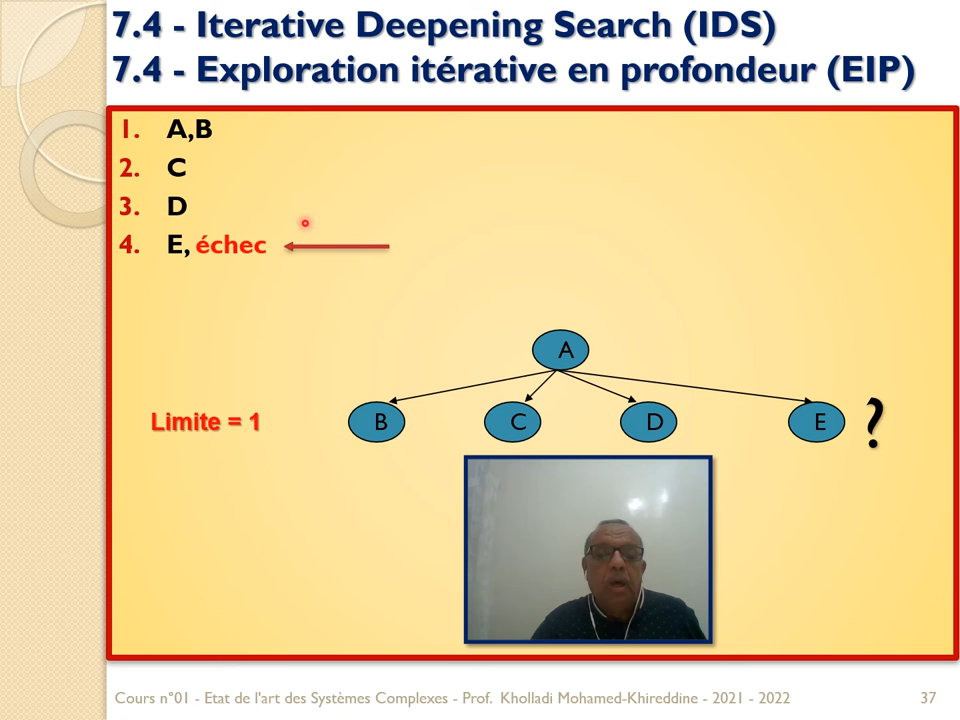 7.4 - Iterative Deepening Search (IDS)
7.4 - Exploration itérative en profondeur (EIP)
1. A,B
2. C
3. D
4. E, échec
A
Limite = 1 B C D E ?
Cours n°01 - Etat de l'art des Systèmes Complexes - Prof. Kholladi Mohamed-Khireddine - 2021 - 2022 37